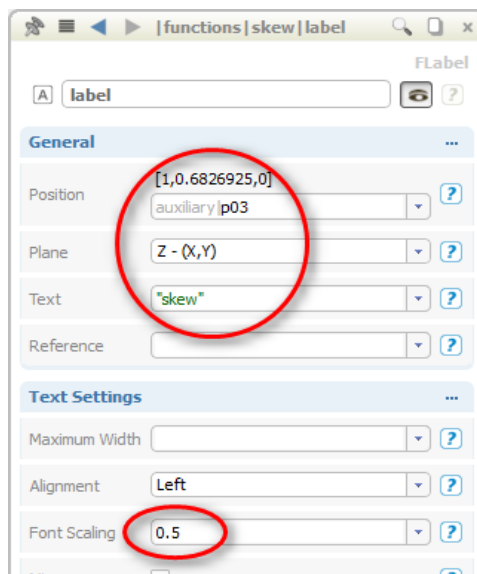 |functions|skew|label
FLabel
A label ?
General ...
[1,0.6826925,0]
Position auxiliary|p03 ?
Plane Z - (X,Y) ?
Text "skew" ?
Reference ?
Text Settings ...
Maximum Width ?
Alignment Left ?
Font Scaling 0.5 ?